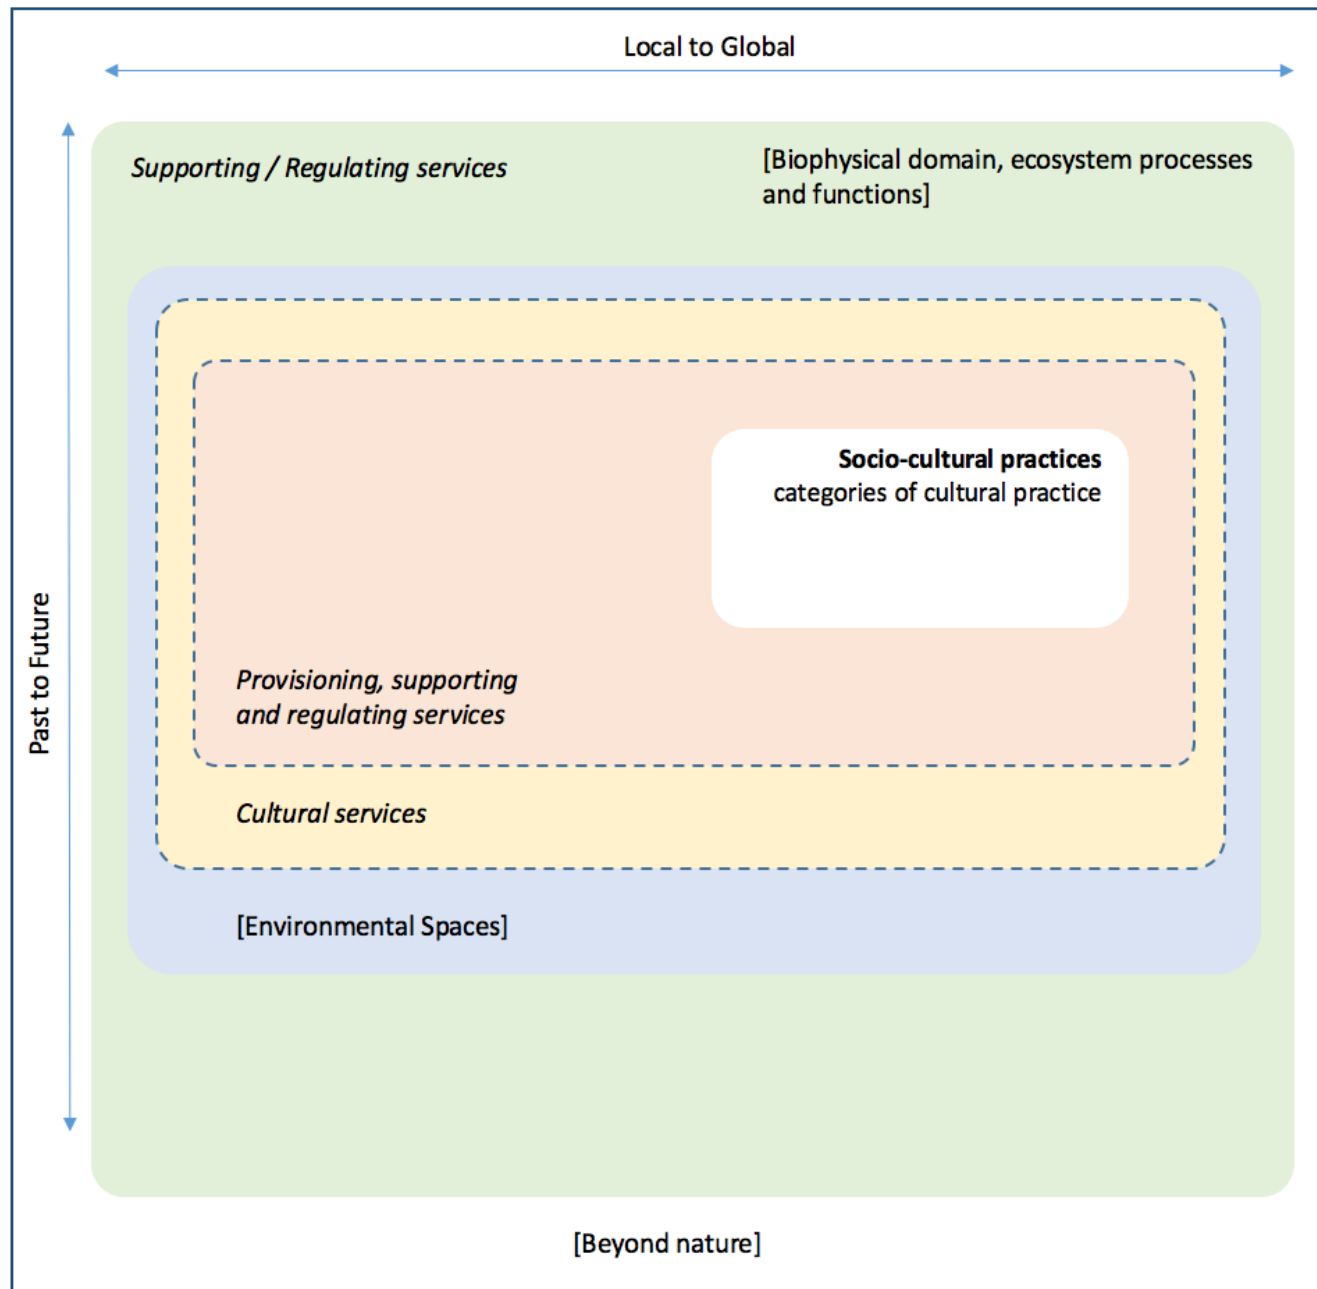 Local to Global
Supporting / Regulating services
[Biophysical domain, ecosystem processes
and functions]
Socio-cultural practices
categories of cultural practice
Past to Future
Provisioning, supporting
and regulating services
Cultural services
[Environmental Spaces]
[Beyond nature]